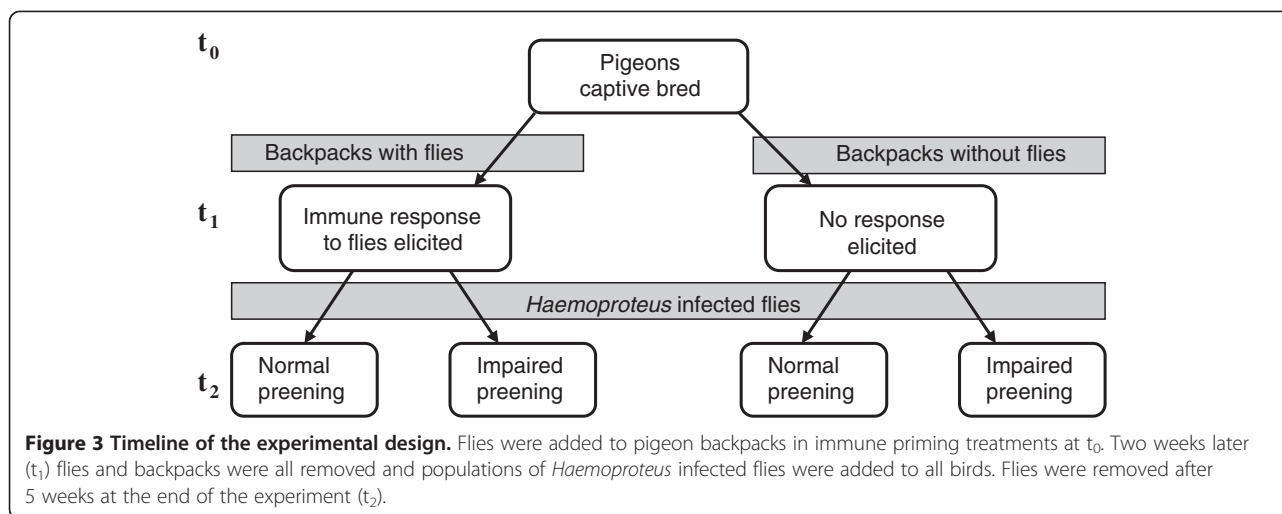 t0
Pigeons
captive bred
Backpacks with flies
Backpacks without flies
t1
Immune response
to flies elicited
No response
elicited
Haemoproteus infected flies
t2
Normal
preening
Impaired
preening
Normal
preening
Impaired
preening
Figure 3 Timeline of the experimental design. Flies were added to pigeon backpacks in immune priming treatments at t0. Two weeks later
(t1) flies and backpacks were all removed and populations of Haemoproteus infected flies were added to all birds. Flies were removed after
5 weeks at the end of the experiment (t2).